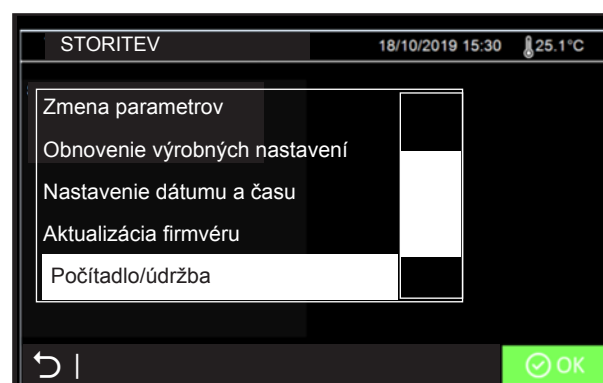 STORITEV 18/10/2019 15:30 25.1°C
Zmena parametrov
Obnovenie výrobných nastavení
Nastavenie dátumu a času
Aktualizácia firmvéru
Počítadlo/údržba
OK